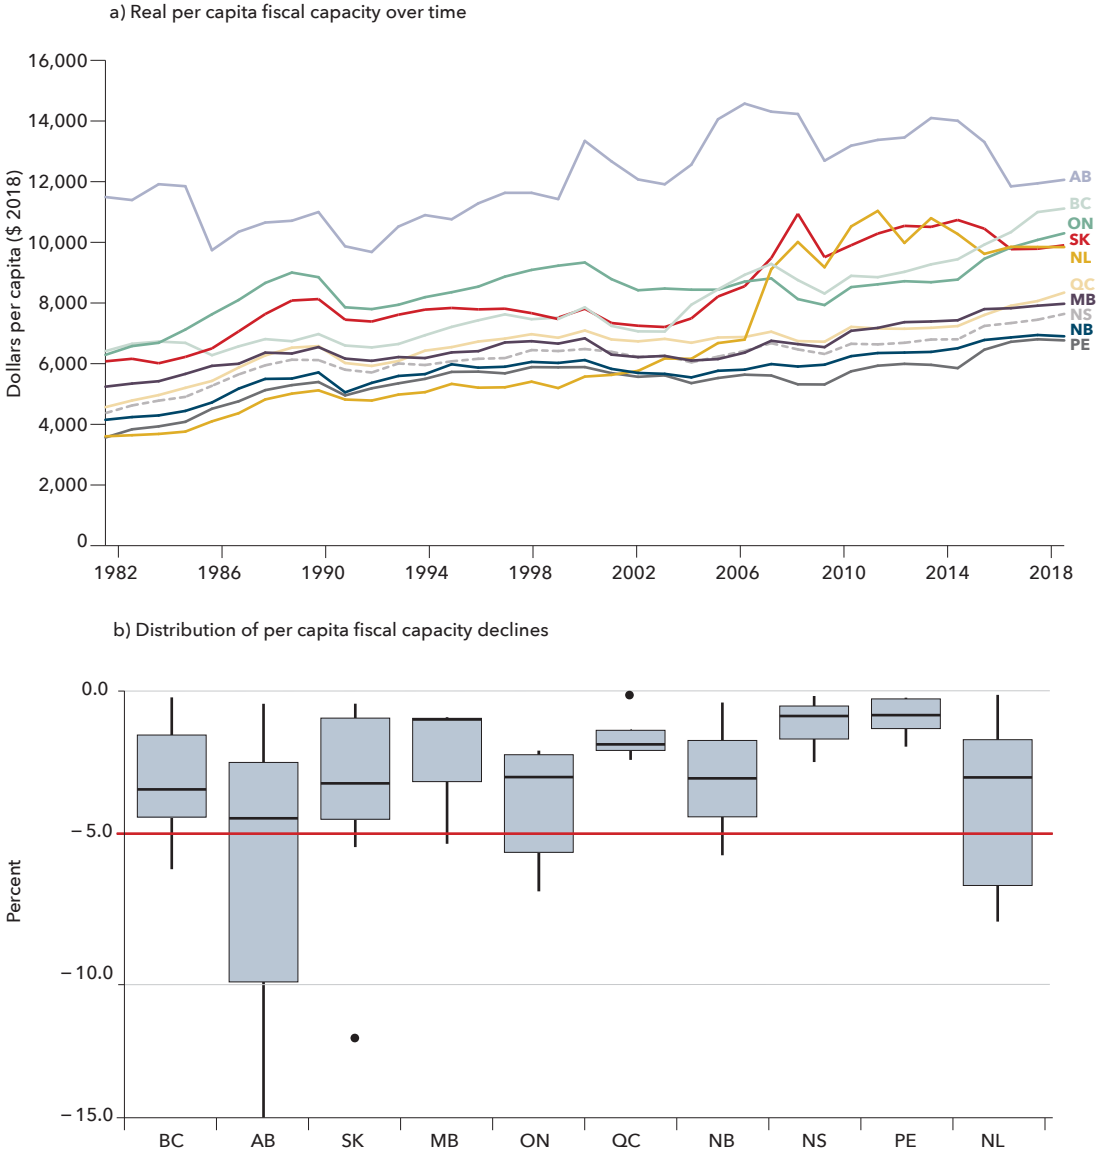 a) Real per capita fiscal capacity over time
Dollars per capita ($ 2018)
16,000
14,000
12,000
10,000
8,000
6,000
4,000
2,000
0
AB
BC
ON
SK
NL
QC
MB
NS
NB
PE
1982 1986 1990 1994 1998 2002 2006 2010 2014 2018
b) Distribution of per capita fiscal capacity declines
Percent
0.0
−5.0
−10.0
−15.0
BC AB SK MB ON QC NB NS PE NL